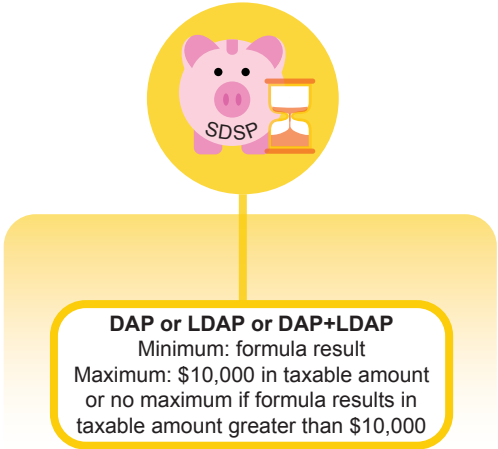 SDSP
DAP or LDAP or DAP+LDAP
Minimum: formula result
Maximum: $10,000 in taxable amount
or no maximum if formula results in
taxable amount greater than $10,000